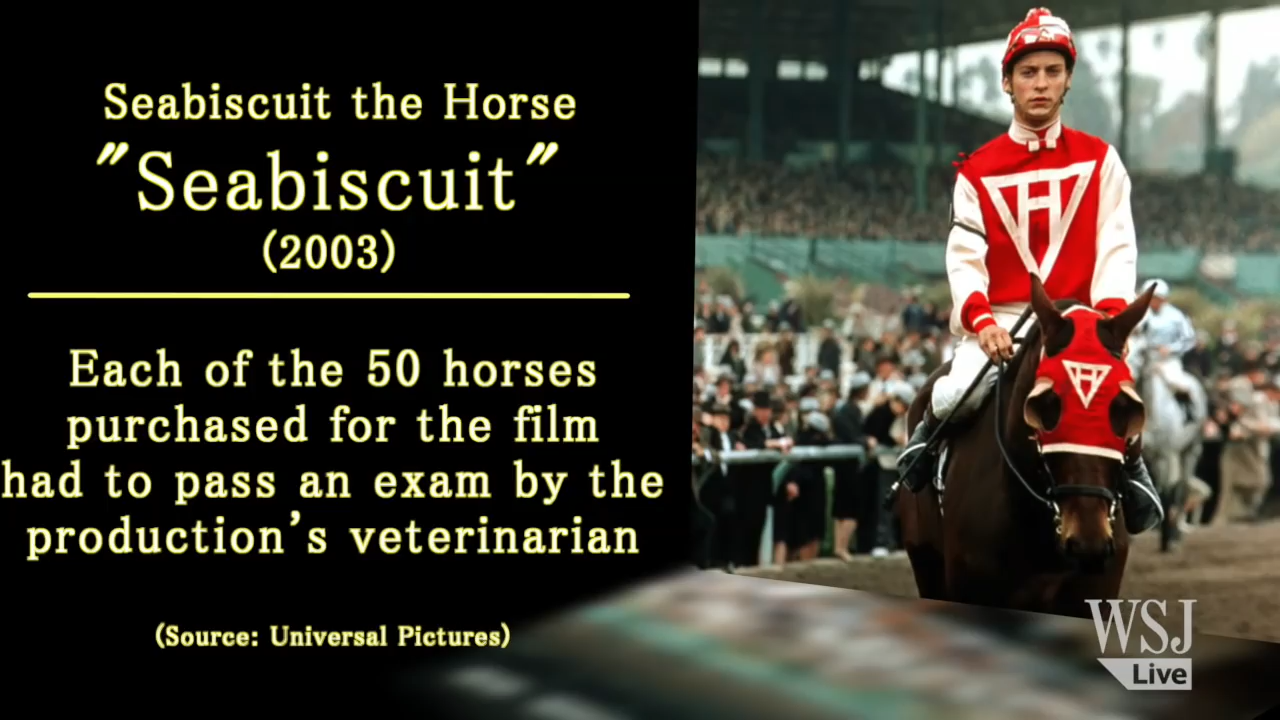 Seabiscuit the Horse
"Seabiscuit"
(2003)
Each of the 50 horses
purchased for the film
had to pass an exam by the
production's veterinarian
(Source: Universal Pictures)
H
H
WSJ
Live